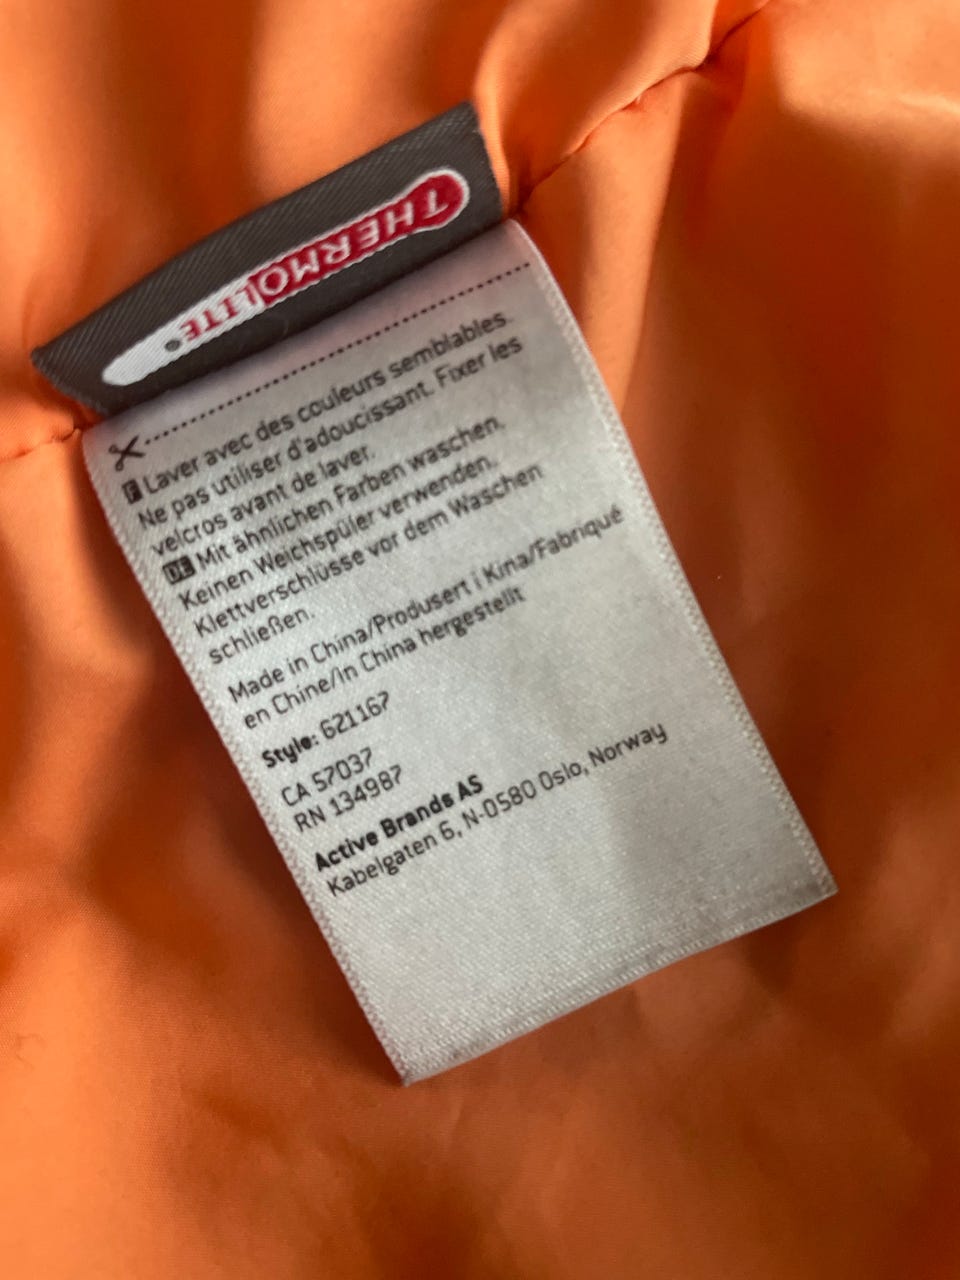 THERMOLITE
F Laver avec des couleurs semblables.
Ne pas utiliser d'adoucissant. Fixer les
velcros avant de laver.
DE Mit ähnlichen Farben waschen.
Keinen Weichspüler verwenden.
Klettverschlüsse vor dem Waschen
schließen.
Made in China/Produsert i Kina/Fabriqué
en Chine/In China hergestellt
Style: 621167
CA 57037
RN 134987
Active Brands AS
Kabelgaten 6, N-0580 Oslo, Norway